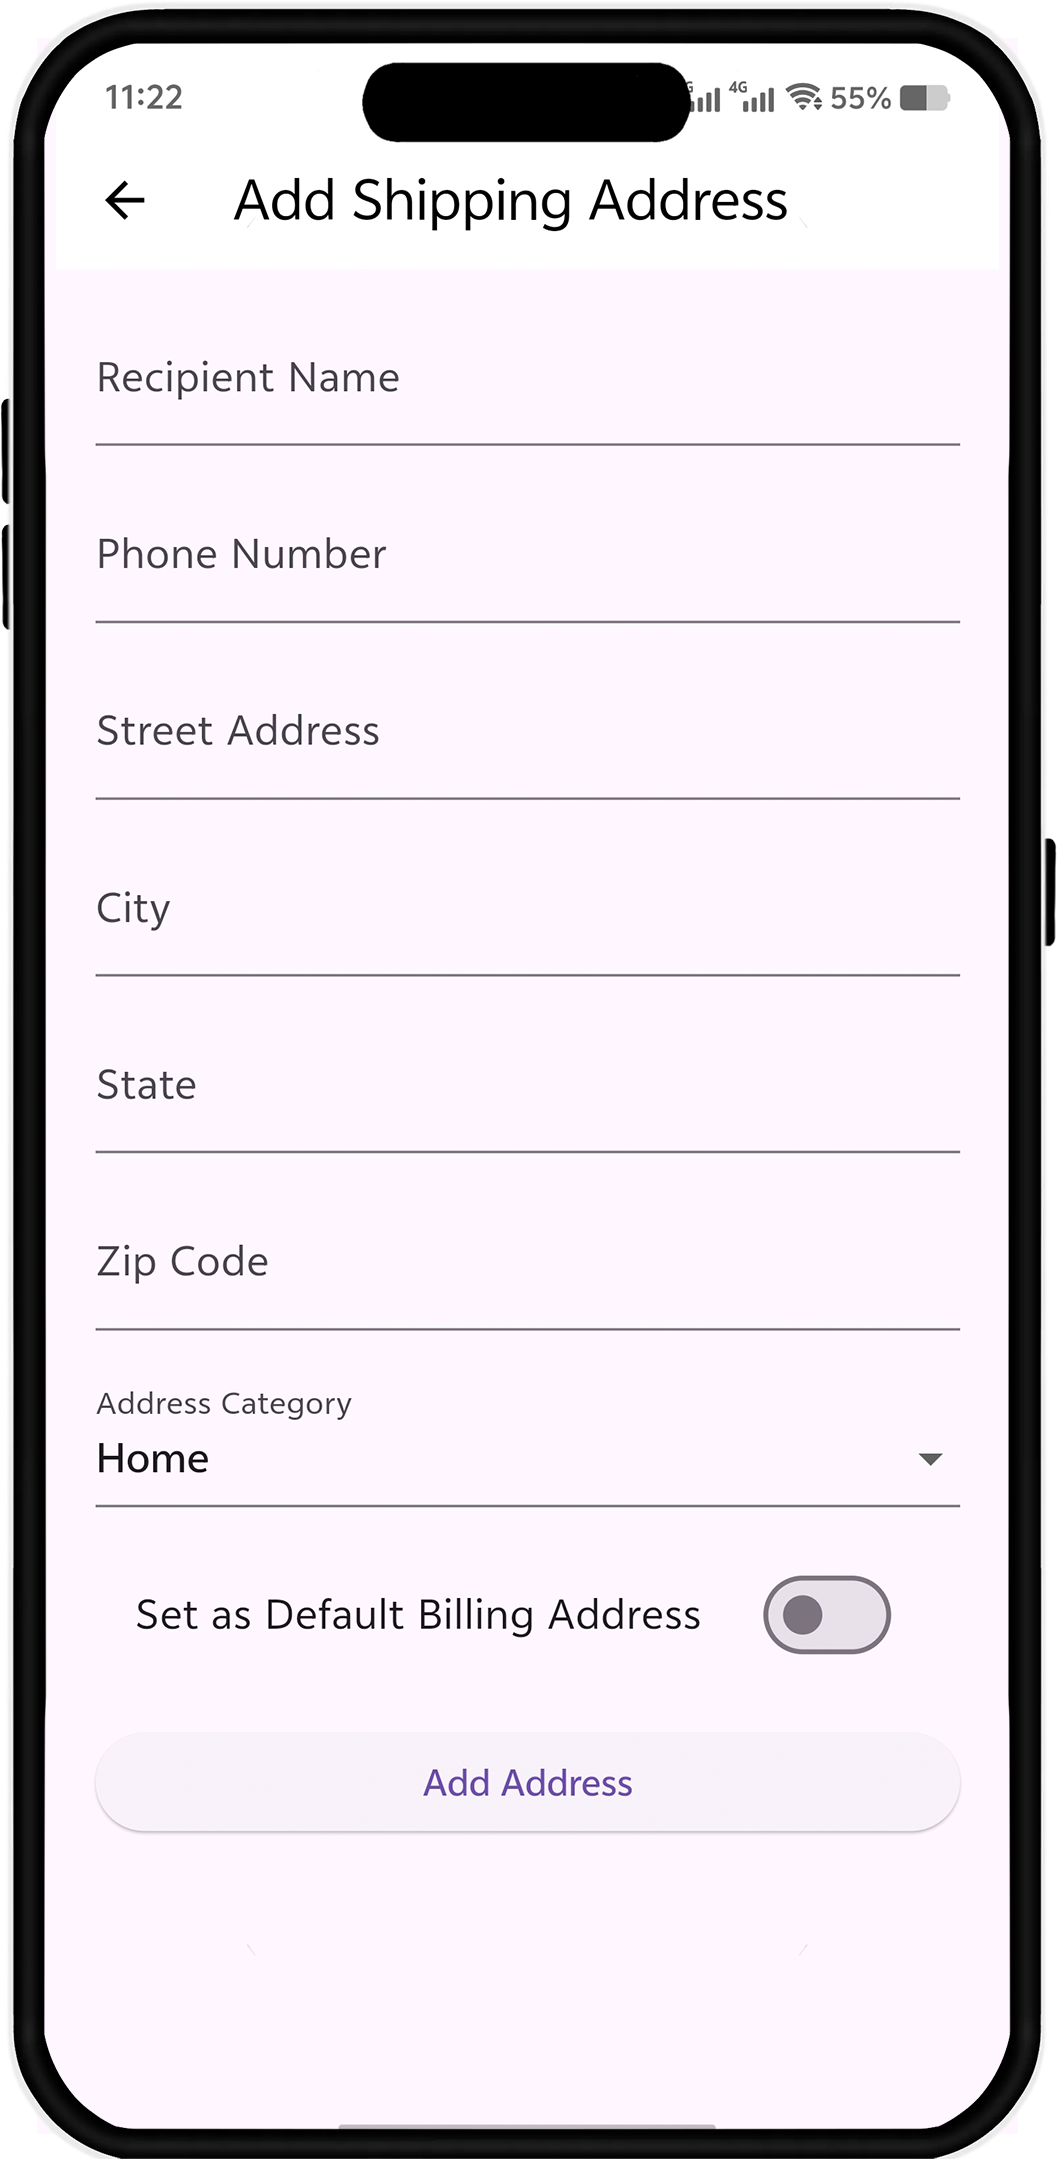 11:22
4G 55%
Add Shipping Address
Recipient Name
Phone Number
Street Address
City
State
Zip Code
Address Category
Home
Set as Default Billing Address
Add Address